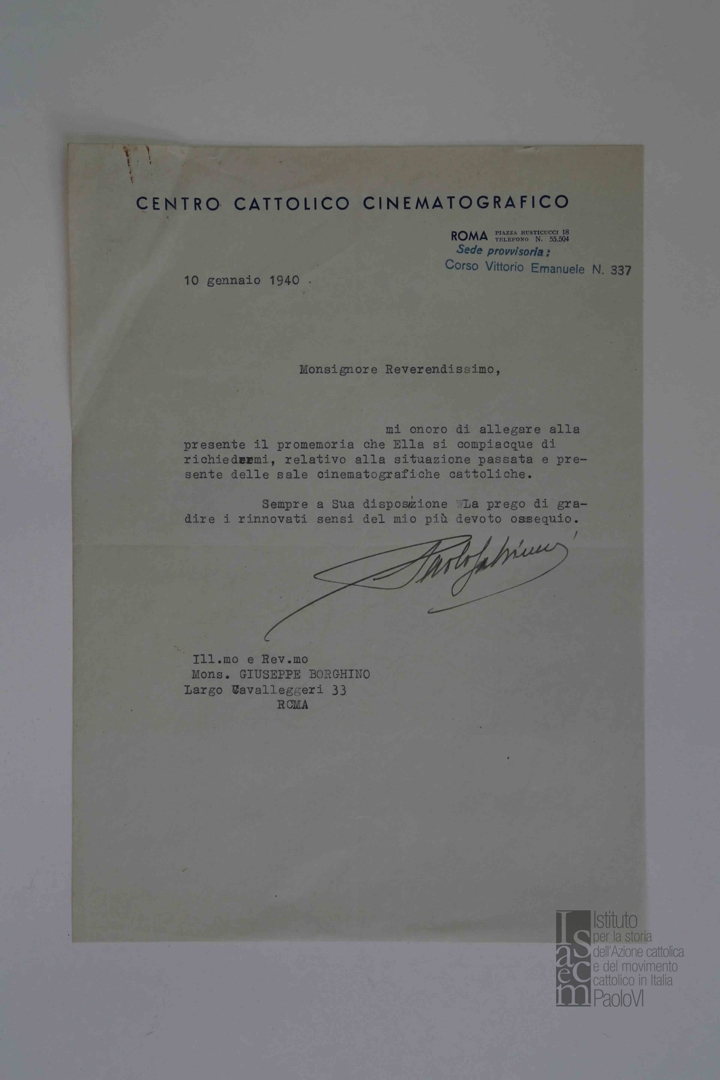 CENTRO CATTOLICO CINEMATOGRAFICO
ROMA PIAZZA RUSTICUCCI 18
TELEFONO N. 55.504
Sede provvisoria:
Corso Vittorio Emanuele N. 337
10 gennaio 1940.
Monsignore Reverendissimo,
mi onoro di allegare alla
presente il promemoria che Ella si compiacque di
richiedermi, relativo alla situazione passata e pre-
sente delle sale cinematografiche cattoliche.
Sempre a Sua disposizione La prego di gra-
dire i rinnovati sensi del mio più devoto ossequio.
Ill.mo e Rev.mo
Mons. GIUSEPPE BORGHINO
Largo Cavalleggeri 33
ROMA
Isacem
Istituto
per la storia
dell'Azione cattolica
e del movimento
cattolico in Italia
PaoloVI